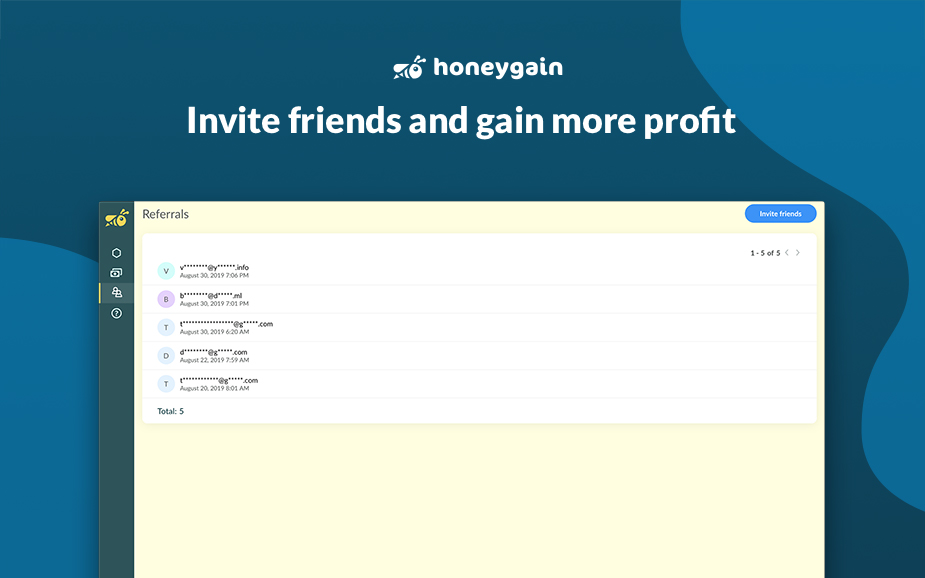 honeygain
Invite friends and gain more profit
Referrals
Invite friends
1 - 5 of 5
V
v********@y******.info
August 30, 2019 7:06 PM
B
b********@d*****.ml
August 30, 2019 7:01 PM
T
t*****************@g*****.com
August 30, 2019 6:20 AM
D
d********@g*****.com
August 22, 2019 7:59 AM
T
t************@g*****.com
August 20, 2019 8:01 AM
Total: 5